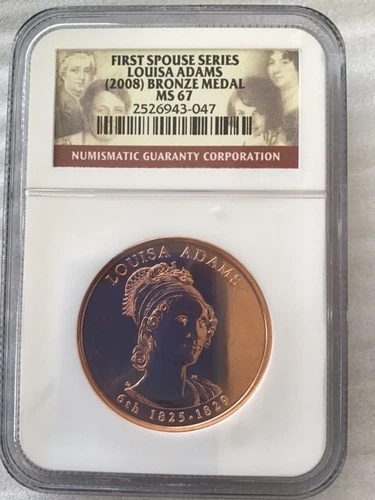 FIRST SPOUSE SERIES
LOUISA ADAMS
(2008) BRONZE MEDAL
MS 67
2526943-047
NUMISMATIC GUARANTY CORPORATION
LOUISA ADAMS
6th 1825-1829